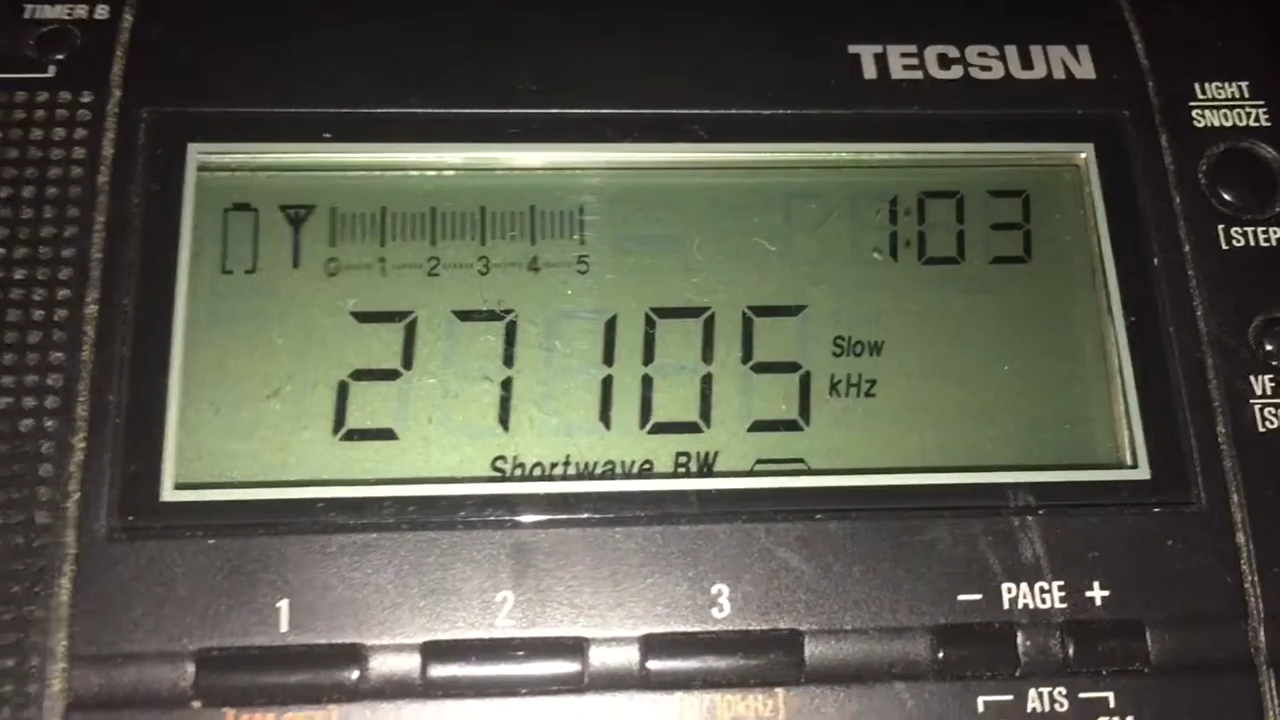 TIMER B
TECSUN
LIGHT
SNOOZE
[STEP
1:03
0 1 2 3 4 5
27105
Slow
kHz
VF
Shortwave BW
1 2 3 - PAGE +
ATS